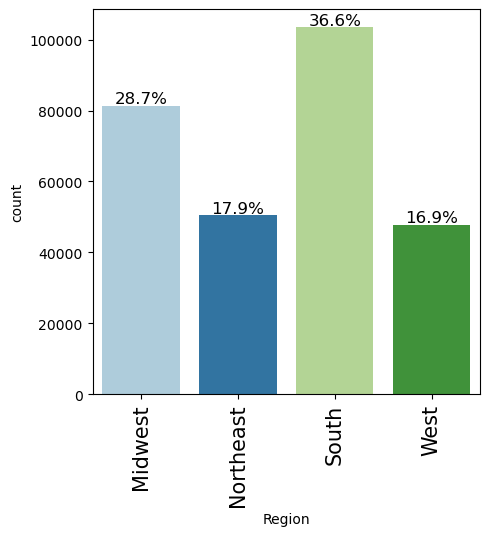 36.6%
100000
28.7%
80000
60000
17.9%
16.9%
40000
20000
0
count
Midwest
Northeast
South
West
Region